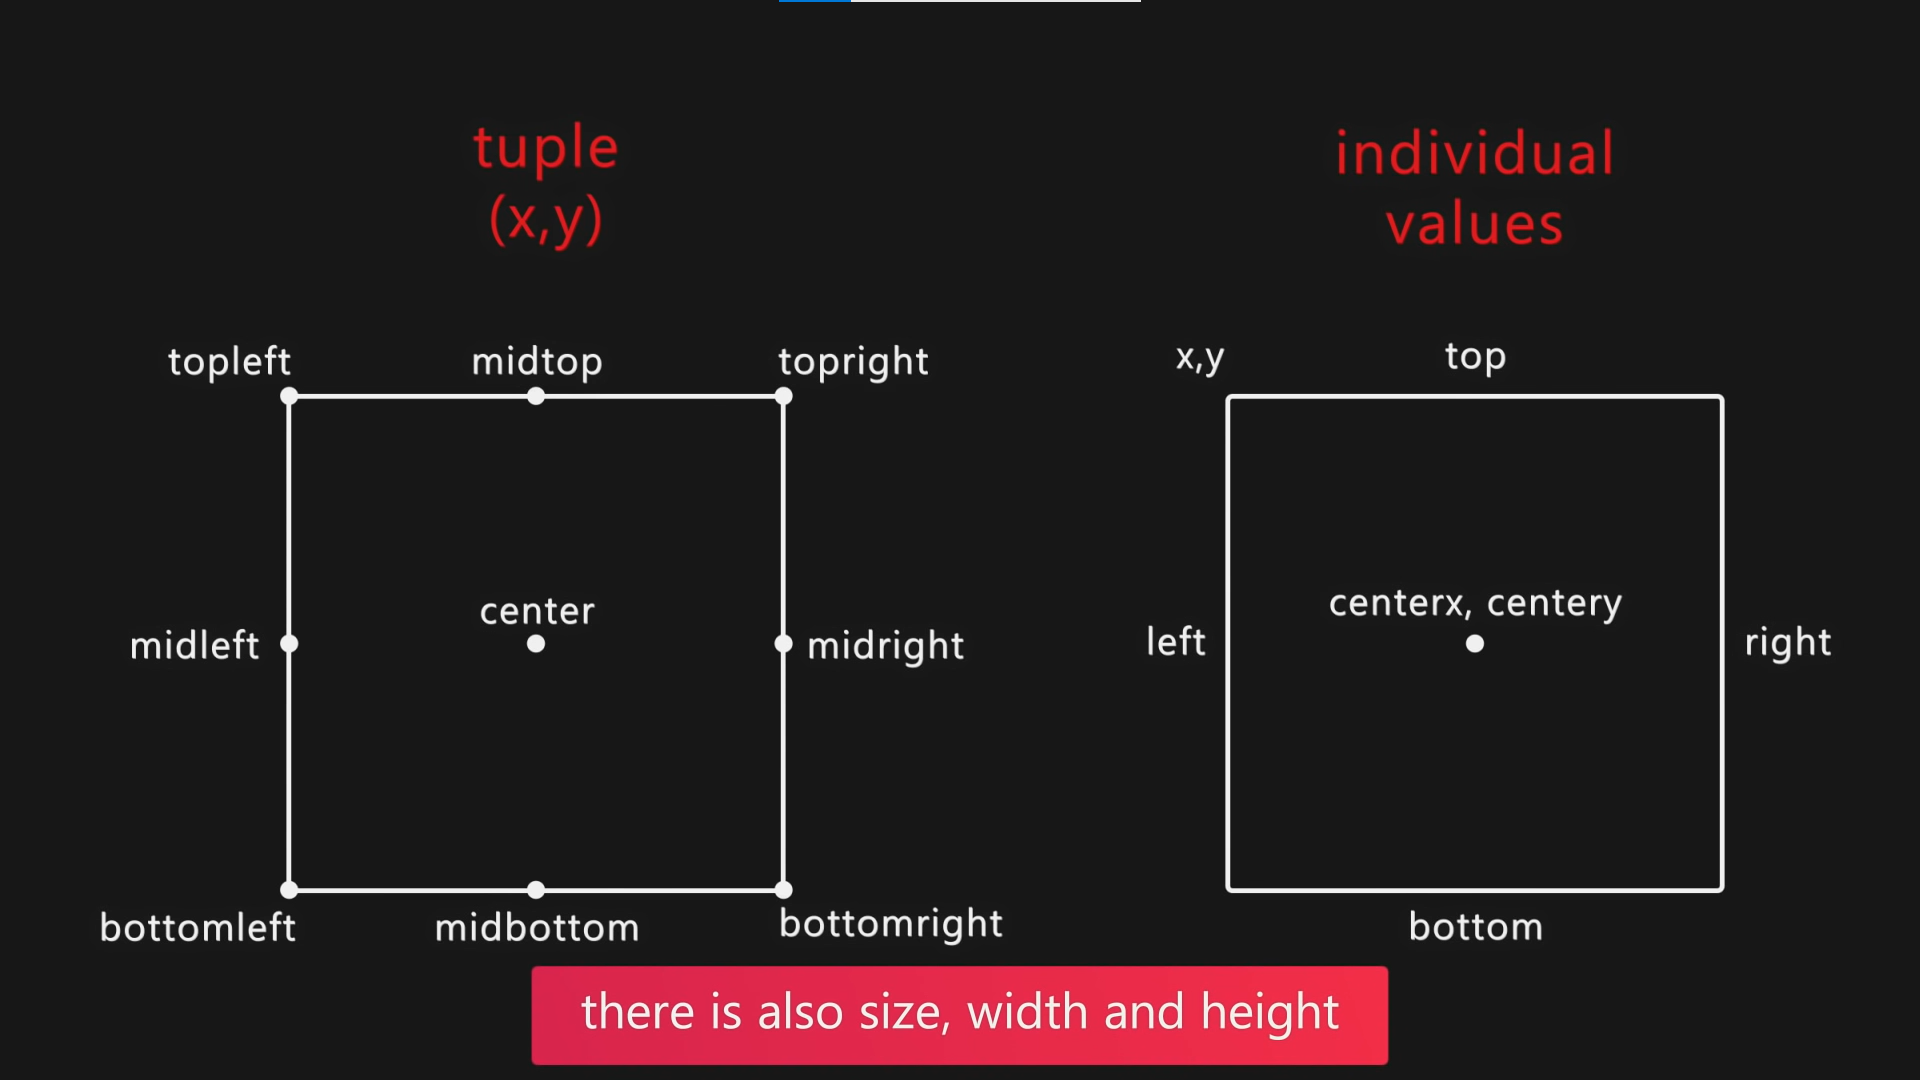 tuple
(x,y)
topleft
midtop
topright
midleft
center
midright
bottomleft
midbottom
bottomright
individual
values
x,y
top
left
centerx, centery
right
bottom
there is also size, width and height